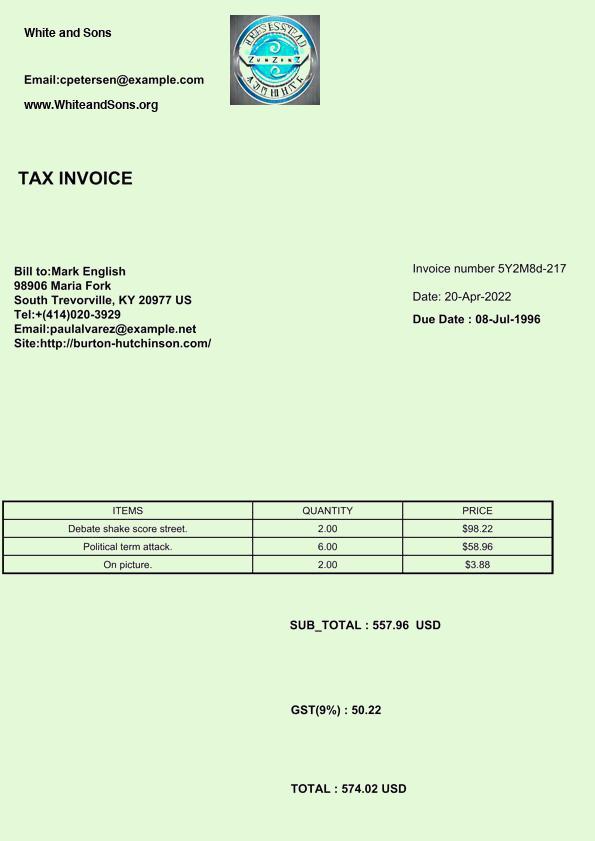 White and Sons
Email:cpetersen@example.com
www.WhiteandSons.org
ZunZenZ
TAX INVOICE
Bill to:Mark English
98906 Maria Fork
South Trevorville, KY 20977 US
Tel:+(414)020-3929
Email:paulalvarez@example.net
Site:http://burton-hutchinson.com/
Invoice number 5Y2M8d-217
Date: 20-Apr-2022
Due Date : 08-Jul-1996
ITEMS QUANTITY PRICE
Debate shake score street. 2.00 $98.22
Political term attack. 6.00 $58.96
On picture. 2.00 $3.88
SUB_TOTAL : 557.96 USD
GST(9%) : 50.22
TOTAL : 574.02 USD